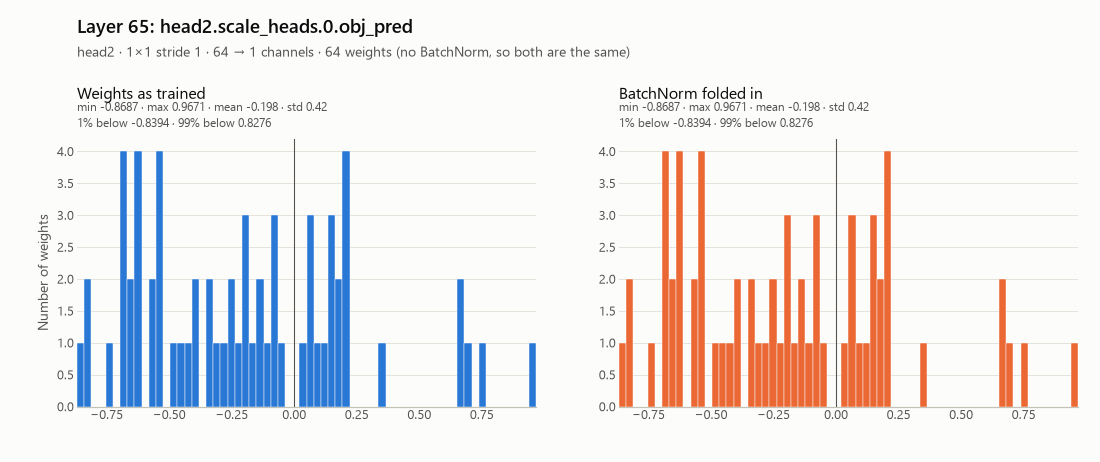 Layer 65: head2.scale_heads.0.obj_pred
head2 · 1×1 stride 1 · 64 → 1 channels · 64 weights (no BatchNorm, so both are the same)
Weights as trained
min -0.8687 · max 0.9671 · mean -0.198 · std 0.42
1% below -0.8394 · 99% below 0.8276
Number of weights
4.0
3.5
3.0
2.5
2.0
1.5
1.0
0.5
0.0
−0.75 −0.50 −0.25 0.00 0.25 0.50 0.75
BatchNorm folded in
min -0.8687 · max 0.9671 · mean -0.198 · std 0.42
1% below -0.8394 · 99% below 0.8276
4.0
3.5
3.0
2.5
2.0
1.5
1.0
0.5
0.0
−0.75 −0.50 −0.25 0.00 0.25 0.50 0.75